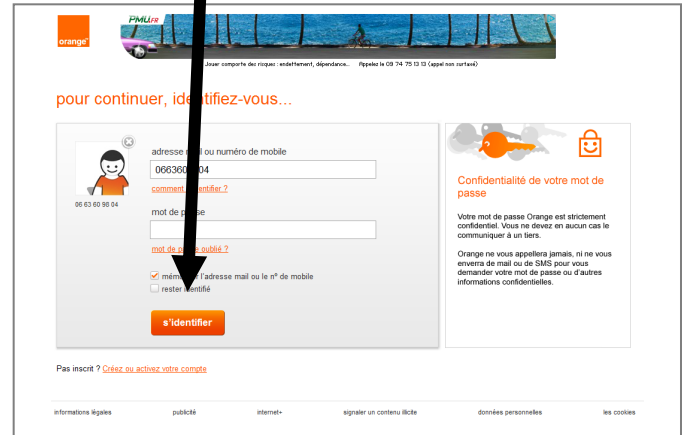 PMU.FR
orange™
Jouer comporte des risques : endettement, dépendance... Appelez le 09 74 75 13 13 (appel non surtaxé)
pour continuer, identifiez-vous...
adresse mail ou numéro de mobile
06 63 60 98 04
comment ?
mot de
mot de oublié ?
l'adresse mail ou le n° de mobile
rester
s'identifier
Confidentialité de votre mot de
passe
Votre mot de passe Orange est strictement
confidentiel. Vous ne devez en aucun cas le
communiquer à un tiers.
Orange ne vous appellera jamais, ni ne vous
enverra de mail ou de SMS pour vous
demander votre mot de passe ou d'autres
informations confidentielles.
Pas inscrit ? Créez ou activez votre compte
informations légales publicité internet+ signaler un contenu illicite données personnelles les cookies